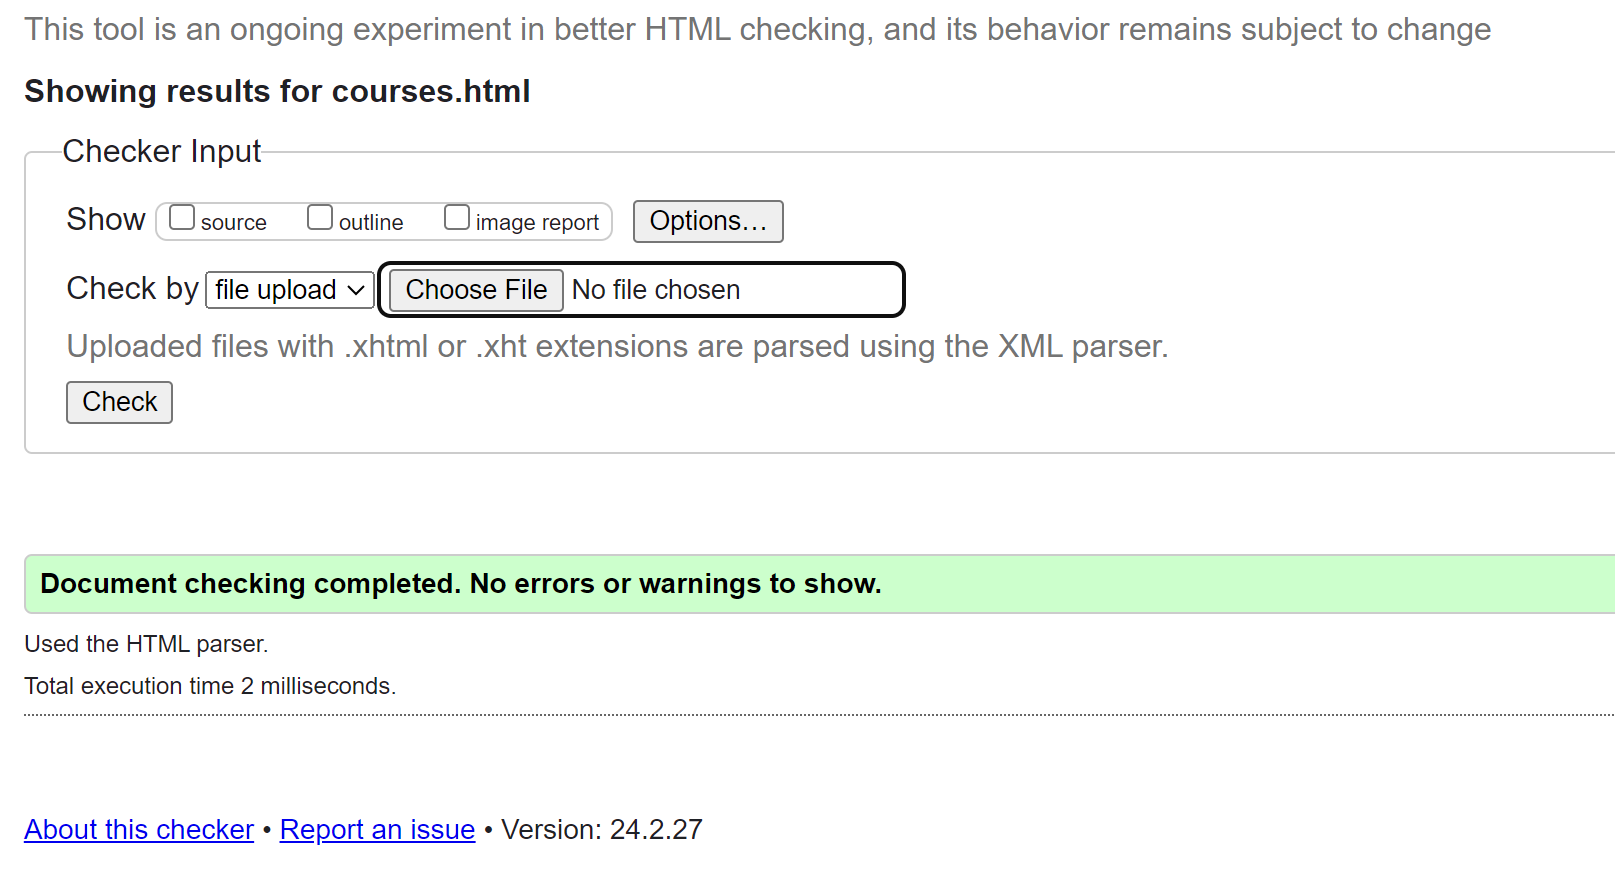 This tool is an ongoing experiment in better HTML checking, and its behavior remains subject to change
Showing results for courses.html
Checker Input
Show source outline image report Options…
Check by file upload Choose File No file chosen
Uploaded files with .xhtml or .xht extensions are parsed using the XML parser.
Check
Document checking completed. No errors or warnings to show.
Used the HTML parser.
Total execution time 2 milliseconds.
About this checker • Report an issue • Version: 24.2.27